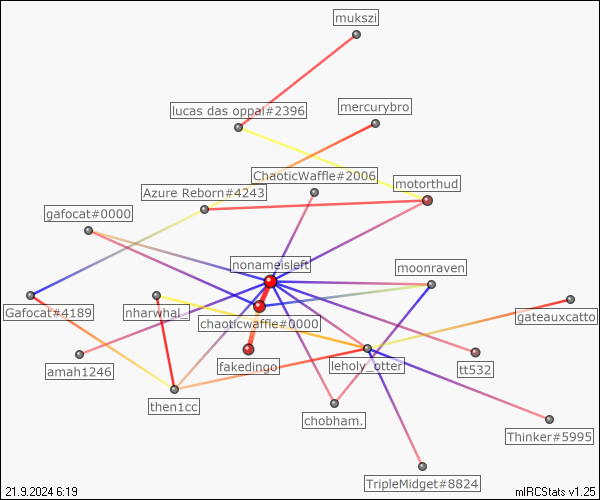 mukszi
lucas das oppai#2396
mercurybro
ChaoticWaffle#2006
Azure Reborn#4243
motorthud
gafocat#0000
nonameisleft
moonraven
Gafocat#4189
nharwhal_
chaoticwaffle#0000
gateauxcatto
amah1246
fakedingo
leholy_otter
tt532
then1cc
chobham.
Thinker#5995
TripleMidget#8824
21.9.2024 6:19
mIRCStats v1.25